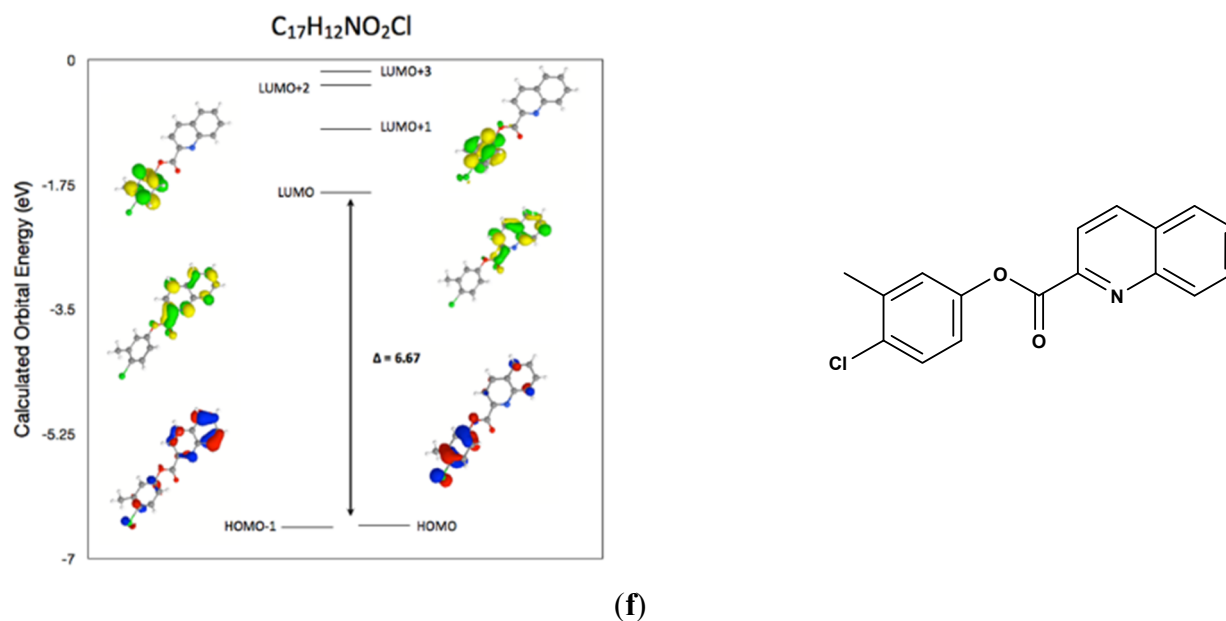 C₁₇H₁₂NO₂Cl
Calculated Orbital Energy (eV)
0
-1.75
-3.5
-5.25
-7
LUMO+3
LUMO+2
LUMO+1
LUMO
Δ = 6.67
HOMO-1
HOMO
O
O
N
Cl
(f)